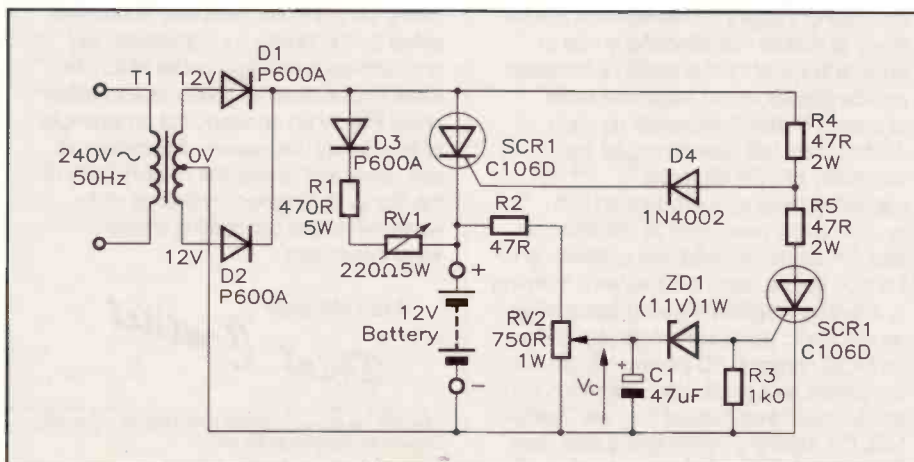 T1
240V ~
50Hz
12V
0V
12V
D1
P600A
D2
P600A
D3
P600A
R1
470R
5W
RV1
220Ω5W
SCR1
C106D
R2
47R
D4
1N4002
R4
47R
2W
R5
47R
2W
+
12V
Battery
−
RV2
750R
1W
VC
+
C1
47uF
ZD1
(11V)1W
R3
1k0
SCR1
C106D